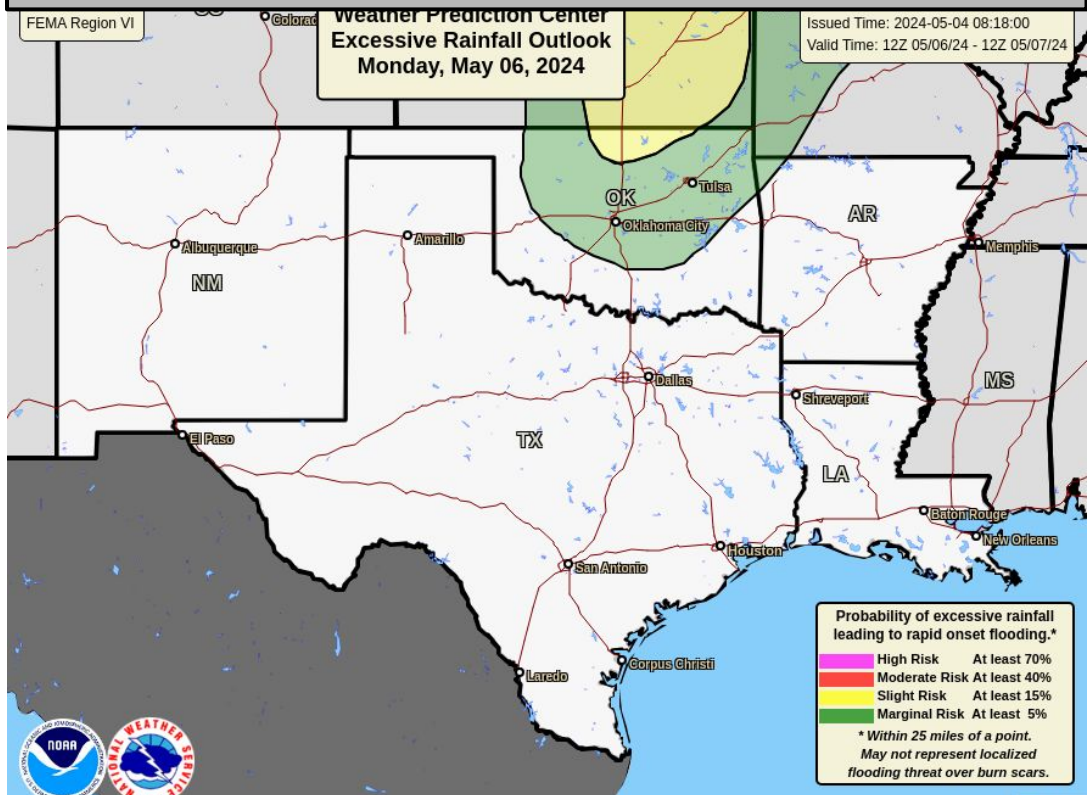 FEMA Region VI
Colorad
Weather Prediction Center
Excessive Rainfall Outlook
Monday, May 06, 2024
Issued Time: 2024-05-04 08:18:00
Valid Time: 12Z 05/06/24 - 12Z 05/07/24
OK
Tulsa
Oklahoma City
AR
Albuquerque
Amarillo
Memphis
NM
Dallas
MS
Shreveport
El Paso
TX
LA
Baton Rouge
New Orleans
Houston
San Antonio
Corpus Christi
Laredo
Probability of excessive rainfall
leading to rapid onset flooding.*
High Risk At least 70%
Moderate Risk At least 40%
Slight Risk At least 15%
Marginal Risk At least 5%
* Within 25 miles of a point.
May not represent localized
flooding threat over burn scars.
NOAA
NATIONAL WEATHER SERVICE